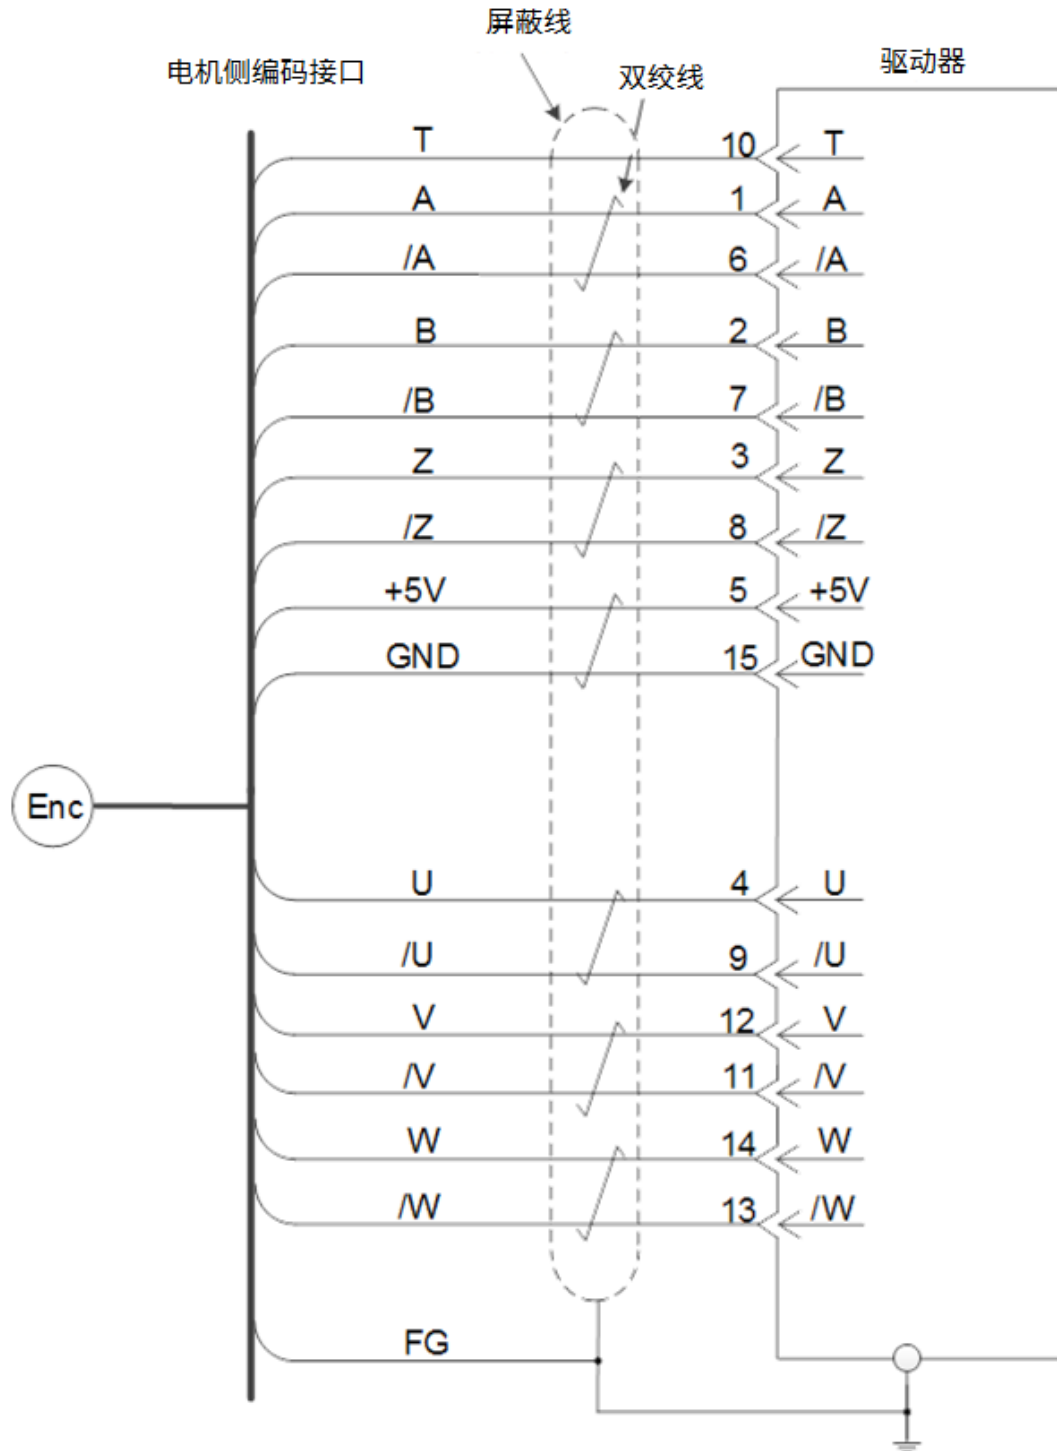 屏蔽线
电机侧编码接口
双绞线
驱动器
T 10 T
A 1 A
/A 6 /A
B 2 B
/B 7 /B
Z 3 Z
/Z 8 /Z
+5V 5 +5V
GND 15 GND
Enc
U 4 U
/U 9 /U
V 12 V
/V 11 /V
W 14 W
/W 13 /W
FG